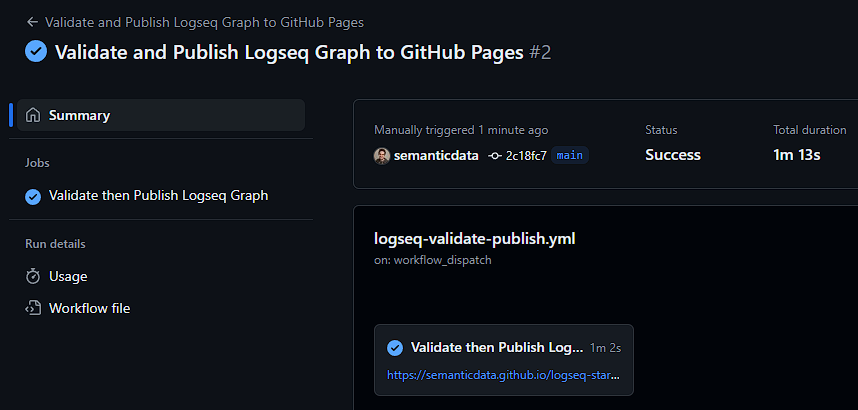 Validate and Publish Logseq Graph to GitHub Pages
Validate and Publish Logseq Graph to GitHub Pages #2
Summary
Jobs
Validate then Publish Logseq Graph
Run details
Usage
Workflow file
Manually triggered 1 minute ago
semanticdata 2c18fc7 main
Status
Success
Total duration
1m 13s
logseq-validate-publish.yml
on: workflow_dispatch
Validate then Publish Log... 1m 2s
https://semanticdata.github.io/logseq-star...